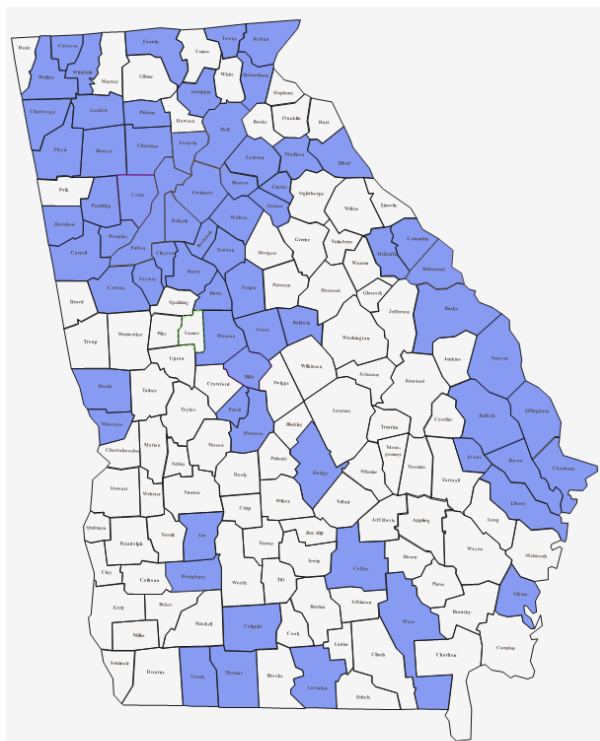 Dade
Catoosa
Fannin
Towns
Rabun
Union
Walker
Whitfield
Murray
Gilmer
White
Habersham
Lumpkin
Stephens
Chattooga
Gordon
Pickens
Dawson
Banks
Franklin
Hart
Hall
Floyd
Bartow
Cherokee
Forsyth
Jackson
Madison
Elbert
Polk
Paulding
Cobb
Gwinnett
Barrow
Clarke
Oconee
Oglethorpe
Wilkes
Lincoln
Haralson
Douglas
Fulton
DeKalb
Rockdale
Walton
Newton
Morgan
Greene
Taliaferro
Warren
McDuffie
Columbia
Richmond
Carroll
Coweta
Fayette
Clayton
Henry
Butts
Jasper
Putnam
Hancock
Glascock
Jefferson
Burke
Heard
Spalding
Troup
Meriwether
Pike
Lamar
Monroe
Jones
Baldwin
Washington
Jenkins
Screven
Upson
Bibb
Wilkinson
Johnson
Emanuel
Harris
Talbot
Crawford
Twiggs
Taylor
Peach
Laurens
Candler
Bulloch
Effingham
Muscogee
Houston
Bleckley
Treutlen
Chattahoochee
Marion
Macon
Schley
Dooly
Pulaski
Dodge
Wheeler
Mont-
gomery
Toombs
Tattnall
Evans
Bryan
Chatham
Stewart
Webster
Sumter
Crisp
Wilcox
Telfair
Liberty
Quitman
Randolph
Terrell
Lee
Turner
Ben Hill
Jeff Davis
Appling
Long
Wayne
McIntosh
Clay
Calhoun
Dougherty
Worth
Tift
Irwin
Coffee
Bacon
Pierce
Early
Baker
Mitchell
Colquitt
Berrien
Atkinson
Ware
Brantley
Glynn
Miller
Cook
Lanier
Clinch
Charlton
Camden
Seminole
Decatur
Grady
Thomas
Brooks
Lowndes
Echols